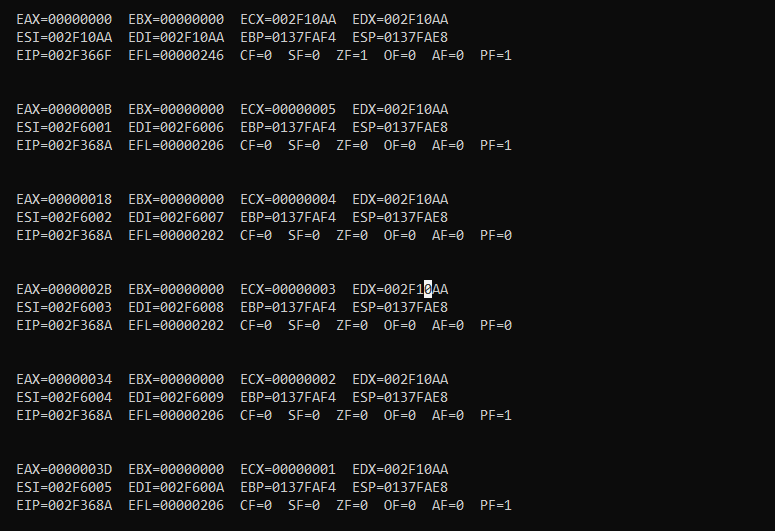 EAX=00000000  EBX=00000000  ECX=002F10AA  EDX=002F10AA
ESI=002F10AA  EDI=002F10AA  EBP=0137FAF4  ESP=0137FAE8
EIP=002F366F  EFL=00000246  CF=0  SF=0  ZF=1  OF=0  AF=0  PF=1
EAX=0000000B  EBX=00000000  ECX=00000005  EDX=002F10AA
ESI=002F6001  EDI=002F6006  EBP=0137FAF4  ESP=0137FAE8
EIP=002F368A  EFL=00000206  CF=0  SF=0  ZF=0  OF=0  AF=0  PF=1
EAX=00000018  EBX=00000000  ECX=00000004  EDX=002F10AA
ESI=002F6002  EDI=002F6007  EBP=0137FAF4  ESP=0137FAE8
EIP=002F368A  EFL=00000202  CF=0  SF=0  ZF=0  OF=0  AF=0  PF=0
EAX=0000002B  EBX=00000000  ECX=00000003  EDX=002F10AA
ESI=002F6003  EDI=002F6008  EBP=0137FAF4  ESP=0137FAE8
EIP=002F368A  EFL=00000202  CF=0  SF=0  ZF=0  OF=0  AF=0  PF=0
EAX=00000034  EBX=00000000  ECX=00000002  EDX=002F10AA
ESI=002F6004  EDI=002F6009  EBP=0137FAF4  ESP=0137FAE8
EIP=002F368A  EFL=00000206  CF=0  SF=0  ZF=0  OF=0  AF=0  PF=1
EAX=0000003D  EBX=00000000  ECX=00000001  EDX=002F10AA
ESI=002F6005  EDI=002F600A  EBP=0137FAF4  ESP=0137FAE8
EIP=002F368A  EFL=00000206  CF=0  SF=0  ZF=0  OF=0  AF=0  PF=1